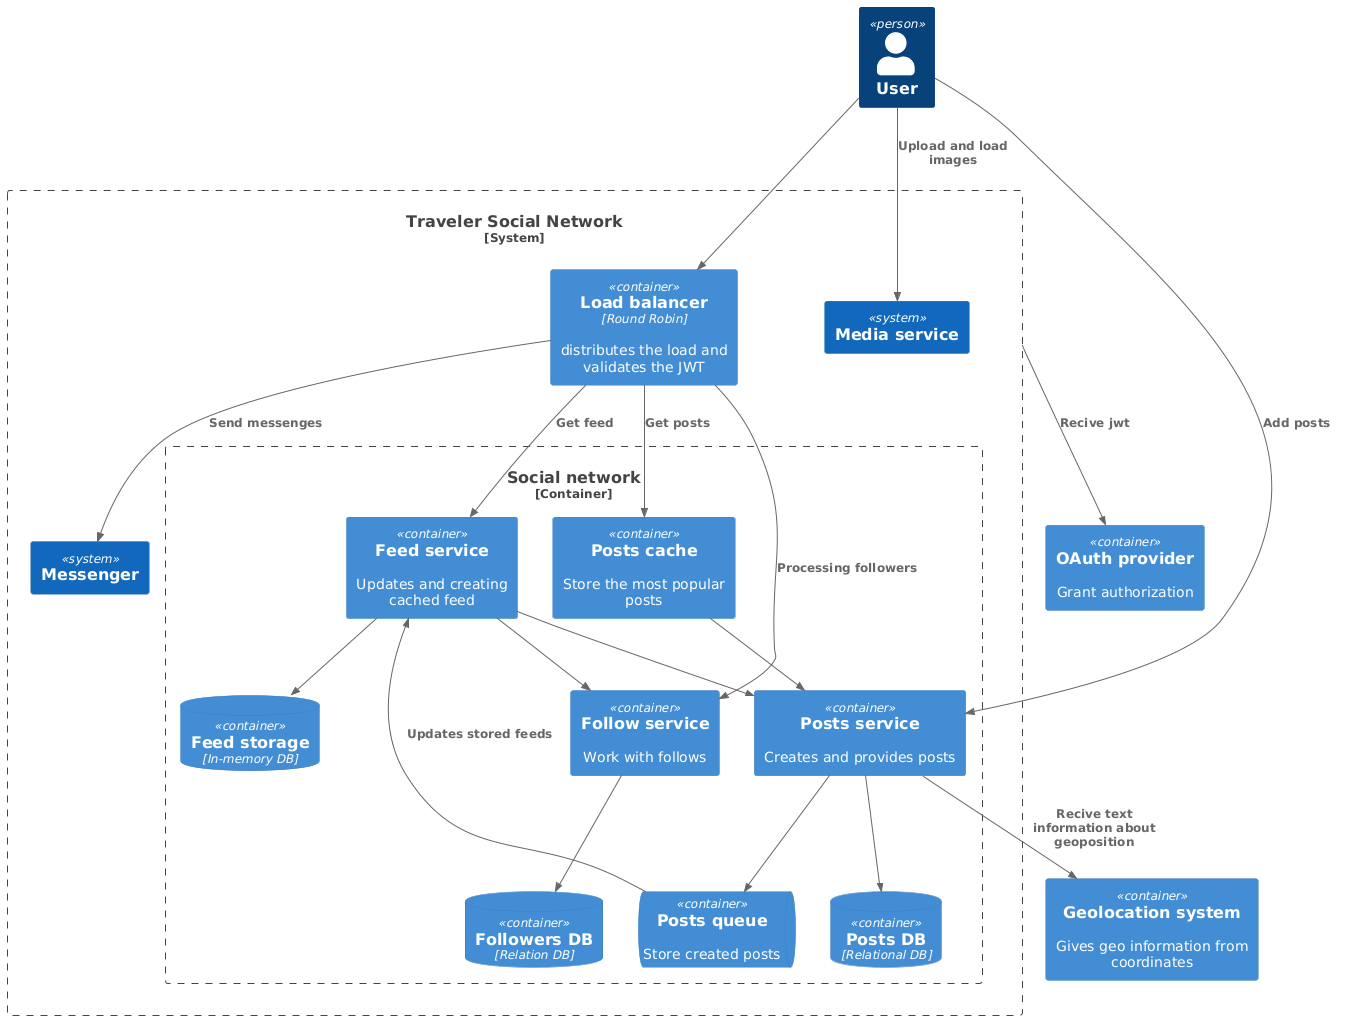 «person»
User
Upload and load
images
Traveler Social Network
[System]
«container»
Load balancer
[Round Robin]
distributes the load and
validates the JWT
«system»
Media service
Send messenges
Get feed
Get posts
Recive jwt
Add posts
Social network
[Container]
«system»
Messenger
«container»
Feed service
Updates and creating
cached feed
«container»
Posts cache
Store the most popular
posts
Processing followers
«container»
OAuth provider
Grant authorization
«container»
Feed storage
[In-memory DB]
Updates stored feeds
«container»
Follow service
Work with follows
«container»
Posts service
Creates and provides posts
Recive text
information about
geoposition
«container»
Followers DB
[Relation DB]
«container»
Posts queue
Store created posts
«container»
Posts DB
[Relational DB]
«container»
Geolocation system
Gives geo information from
coordinates